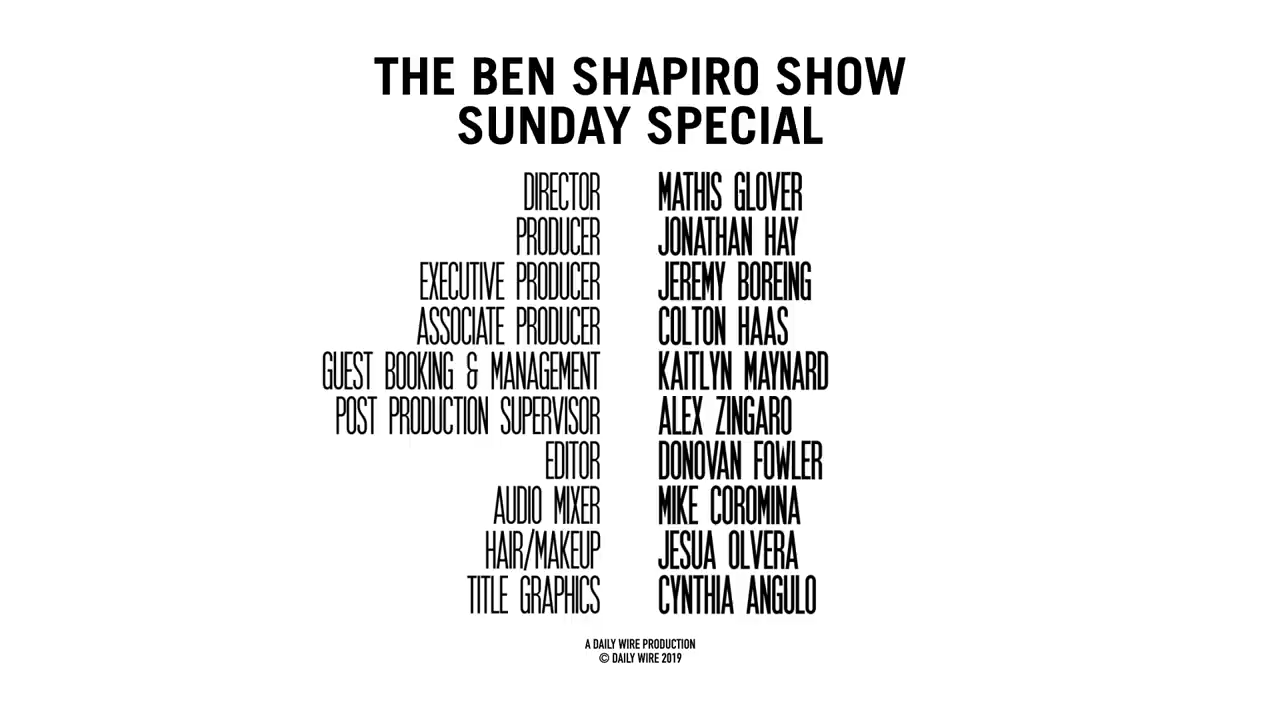 THE BEN SHAPIRO SHOW
SUNDAY SPECIAL
DIRECTOR MATHIS GLOVER
PRODUCER JONATHAN HAY
EXECUTIVE PRODUCER JEREMY BOREING
ASSOCIATE PRODUCER COLTON HAAS
GUEST BOOKING & MANAGEMENT KAITLYN MAYNARD
POST PRODUCTION SUPERVISOR ALEX ZINGARO
EDITOR DONOVAN FOWLER
AUDIO MIXER MIKE COROMINA
HAIR/MAKEUP JESUA OLVERA
TITLE GRAPHICS CYNTHIA ANGULO
A DAILY WIRE PRODUCTION
© DAILY WIRE 2019